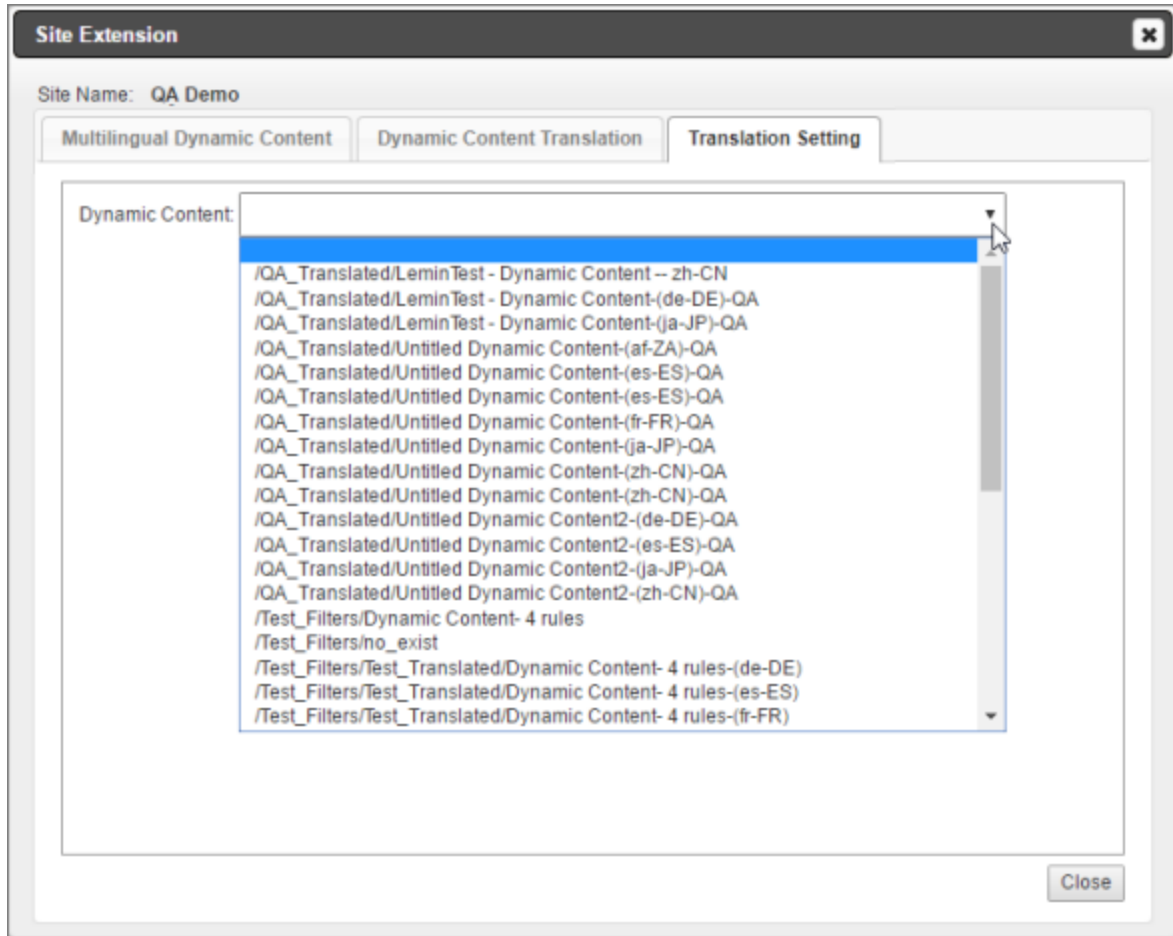 Site Extension
Site Name: QA Demo
Multilingual Dynamic Content Dynamic Content Translation Translation Setting
Dynamic Content:
/QA_Translated/LeminTest - Dynamic Content -- zh-CN
/QA_Translated/LeminTest - Dynamic Content-(de-DE)-QA
/QA_Translated/LeminTest - Dynamic Content-(ja-JP)-QA
/QA_Translated/Untitled Dynamic Content-(af-ZA)-QA
/QA_Translated/Untitled Dynamic Content-(es-ES)-QA
/QA_Translated/Untitled Dynamic Content-(es-ES)-QA
/QA_Translated/Untitled Dynamic Content-(fr-FR)-QA
/QA_Translated/Untitled Dynamic Content-(ja-JP)-QA
/QA_Translated/Untitled Dynamic Content-(zh-CN)-QA
/QA_Translated/Untitled Dynamic Content-(zh-CN)-QA
/QA_Translated/Untitled Dynamic Content2-(de-DE)-QA
/QA_Translated/Untitled Dynamic Content2-(es-ES)-QA
/QA_Translated/Untitled Dynamic Content2-(ja-JP)-QA
/QA_Translated/Untitled Dynamic Content2-(zh-CN)-QA
/Test_Filters/Dynamic Content- 4 rules
/Test_Filters/no_exist
/Test_Filters/Test_Translated/Dynamic Content- 4 rules-(de-DE)
/Test_Filters/Test_Translated/Dynamic Content- 4 rules-(es-ES)
/Test_Filters/Test_Translated/Dynamic Content- 4 rules-(fr-FR)
Close